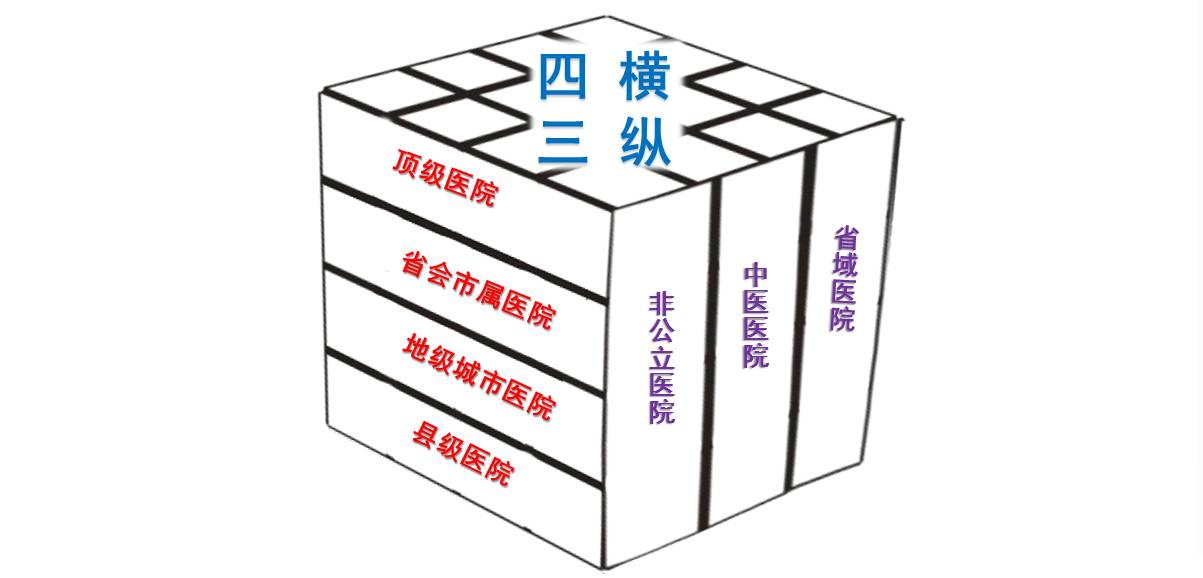 四 横
三 纵
顶级医院
省会市属医院
地级城市医院
县级医院
非公立医院
中医医院
省域医院